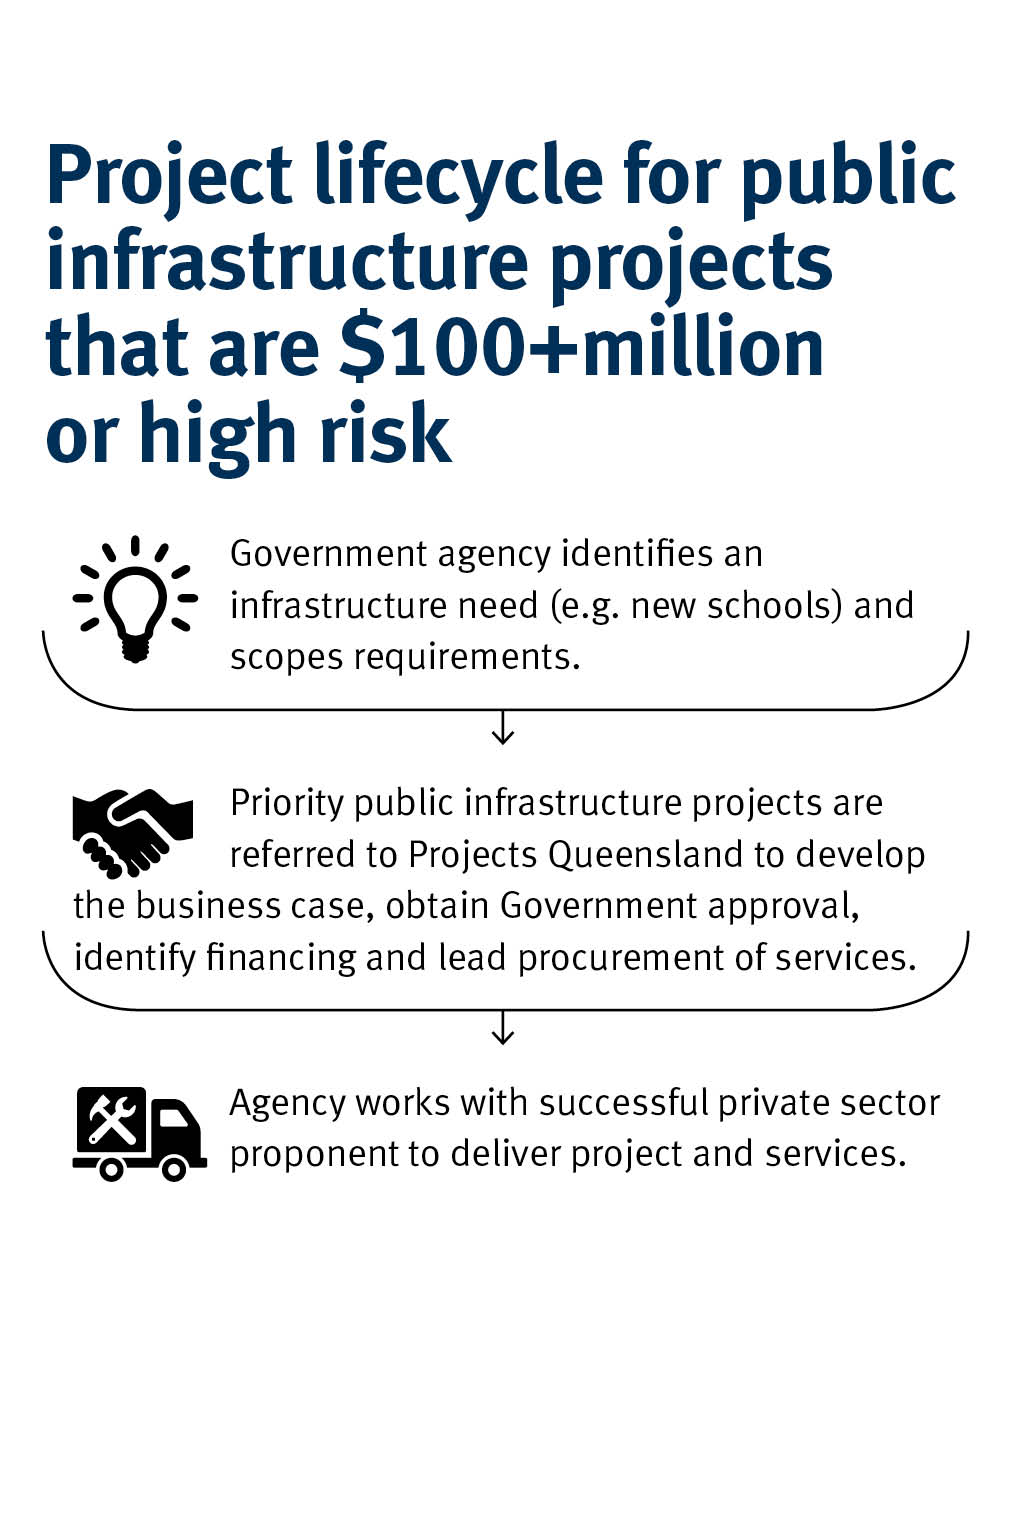 Project lifecycle for public
infrastructure projects
that are $100+million
or high risk
Government agency identifies an
infrastructure need (e.g. new schools) and
scopes requirements.
Priority public infrastructure projects are
referred to Projects Queensland to develop
the business case, obtain Government approval,
identify financing and lead procurement of services.
Agency works with successful private sector
proponent to deliver project and services.